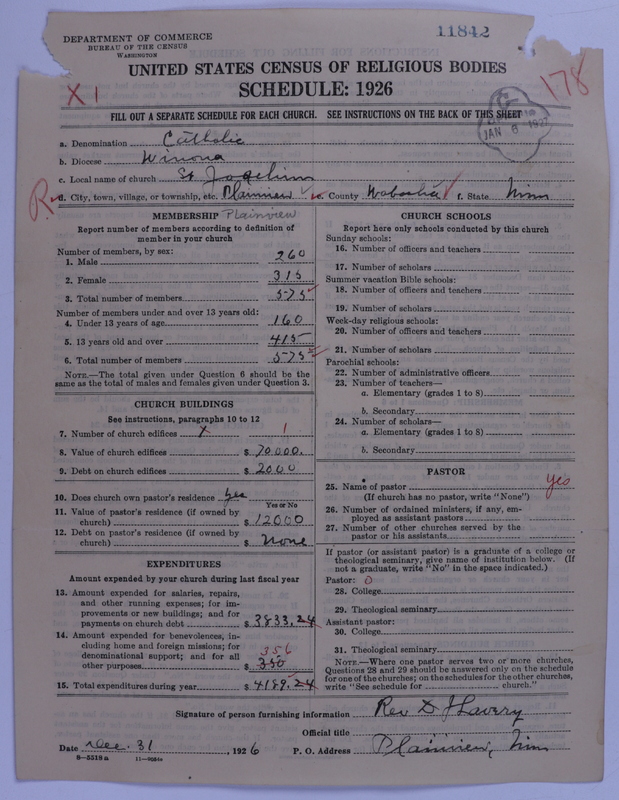 11842
DEPARTMENT OF COMMERCE
BUREAU OF THE CENSUS
WASHINGTON
UNITED STATES CENSUS OF RELIGIOUS BODIES
SCHEDULE: 1926
178
X 1
JAN 6 1927
FILL OUT A SEPARATE SCHEDULE FOR EACH CHURCH. SEE INSTRUCTIONS ON THE BACK OF THIS SHEET
a. Denomination Catholic
b. Diocese Winona
c. Local name of church St Joachim
R
d. City, town, village, or township, etc. Plainview e. County Wabasha f. State Minn
MEMBERSHIP Plainview
Report number of members according to definition of
member in your church
Number of members, by sex:
1. Male 260
2. Female 315
3. Total number of members 575
Number of members under and over 13 years old:
4. Under 13 years of age 160
5. 13 years old and over 415
6. Total number of members 575
NOTE.—The total given under Question 6 should be the
same as the total of males and females given under Question 3.
CHURCH BUILDINGS
See instructions, paragraphs 10 to 12
7. Number of church edifices X 1
8. Value of church edifices $ 70000.
9. Debt on church edifices $ 2000
10. Does church own pastor's residence? Yes
Yes or No
11. Value of pastor's residence (if owned by
church) $ 12000
12. Debt on pastor's residence (if owned by
church) $ None
EXPENDITURES
Amount expended by your church during last fiscal year
13. Amount expended for salaries, repairs,
and other running expenses; for im-
provements or new buildings; and for
payments on church debt $ 3833.24
14. Amount expended for benevolences, in-
cluding home and foreign missions; for
denominational support; and for all 356
other purposes $ 350
15. Total expenditures during year $ 4189.24
CHURCH SCHOOLS
Report here only schools conducted by this church
Sunday schools:
16. Number of officers and teachers
17. Number of scholars
Summer vacation Bible schools:
18. Number of officers and teachers
19. Number of scholars
Week-day religious schools:
20. Number of officers and teachers
21. Number of scholars
Parochial schools:
22. Number of administrative officers
23. Number of teachers—
a. Elementary (grades 1 to 8)
b. Secondary
24. Number of scholars—
a. Elementary (grades 1 to 8)
b. Secondary
PASTOR
25. Name of pastor yes
(If church has no pastor, write "None")
26. Number of ordained ministers, if any, em-
ployed as assistant pastors
27. Number of other churches served by the
pastor or his assistants
If pastor (or assistant pastor) is a graduate of a college or
theological seminary, give name of institution below. (If
not a graduate, write "No" in the space indicated.)
Pastor: 0
28. College
29. Theological seminary
Assistant pastor:
30. College
31. Theological seminary
NOTE.—Where one pastor serves two or more churches,
Questions 28 and 29 should be answered only on the schedule
for one of the churches; on the schedules for the other churches,
write "See schedule for church."
Signature of person furnishing information Rev D J Lavery
Official title
Date Dec. 31, 1926 P. O. Address Plainview, Minn
8—5518a 11—9054a